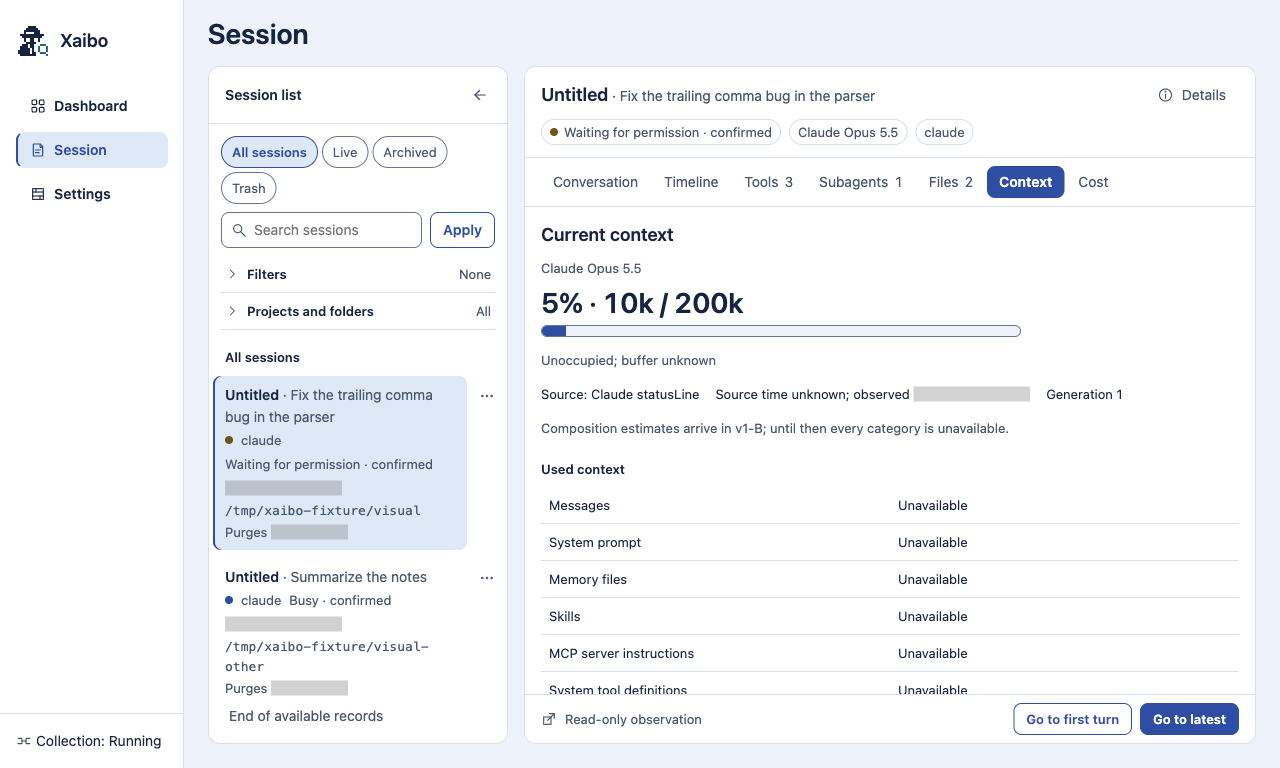 Xaibo
Dashboard
Session
Settings
Collection: Running
Session
Session list
All sessions
Live
Archived
Trash
Search sessions
Apply
Filters
None
Projects and folders
All
All sessions
Untitled · Fix the trailing comma
bug in the parser
claude
Waiting for permission · confirmed
/tmp/xaibo-fixture/visual
Purges
Untitled · Summarize the notes
claude Busy · confirmed
/tmp/xaibo-fixture/visual-
other
Purges
End of available records
Untitled · Fix the trailing comma bug in the parser
Details
Waiting for permission · confirmed
Claude Opus 5.5
claude
Conversation
Timeline
Tools 3
Subagents 1
Files 2
Context
Cost
Current context
Claude Opus 5.5
5% · 10k / 200k
Unoccupied; buffer unknown
Source: Claude statusLine
Source time unknown; observed
Generation 1
Composition estimates arrive in v1-B; until then every category is unavailable.
Used context
Messages Unavailable
System prompt Unavailable
Memory files Unavailable
Skills Unavailable
MCP server instructions Unavailable
System tool definitions Unavailable
Read-only observation
Go to first turn
Go to latest